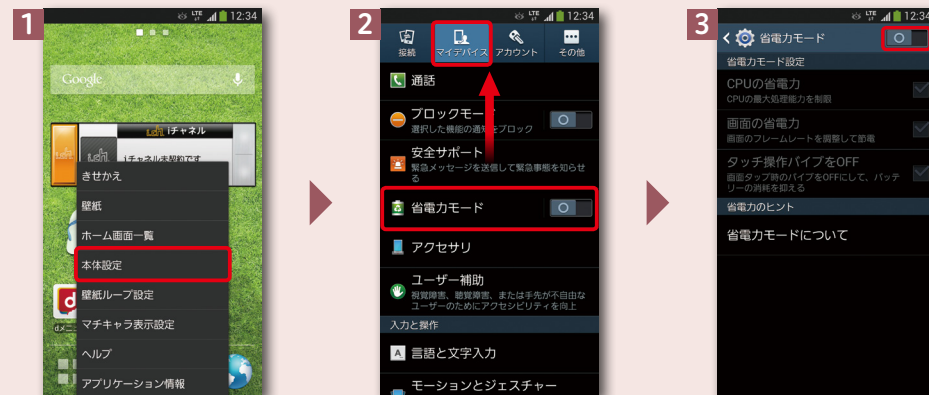 1
LTE 12:34
Google
iチャネル
iチャネル未契約です
きせかえ
壁紙
ホーム画面一覧
本体設定
壁紙ループ設定
マチキャラ表示設定
ヘルプ
アプリケーション情報
2
LTE 12:34
接続
マイデバイス
アカウント
その他
通話
ブロックモード
選択した機能の通知をブロック
安全サポート
緊急メッセージを送信して緊急事態を知らせ
る
省電力モード
アクセサリ
ユーザー補助
視覚障害、聴覚障害、または手先が不自由な
ユーザーのためにアクセシビリティを向上
入力と操作
A 言語と文字入力
モーションとジェスチャー
3
LTE 12:34
省電力モード
省電力モード設定
CPUの省電力
CPUの最大処理能力を制限
画面の省電力
画面のフレームレートを調整して節電
タッチ操作バイブをOFF
画面タップ時のバイブをOFFにして、バッテ
リーの消耗を抑える
省電力のヒント
省電力モードについて